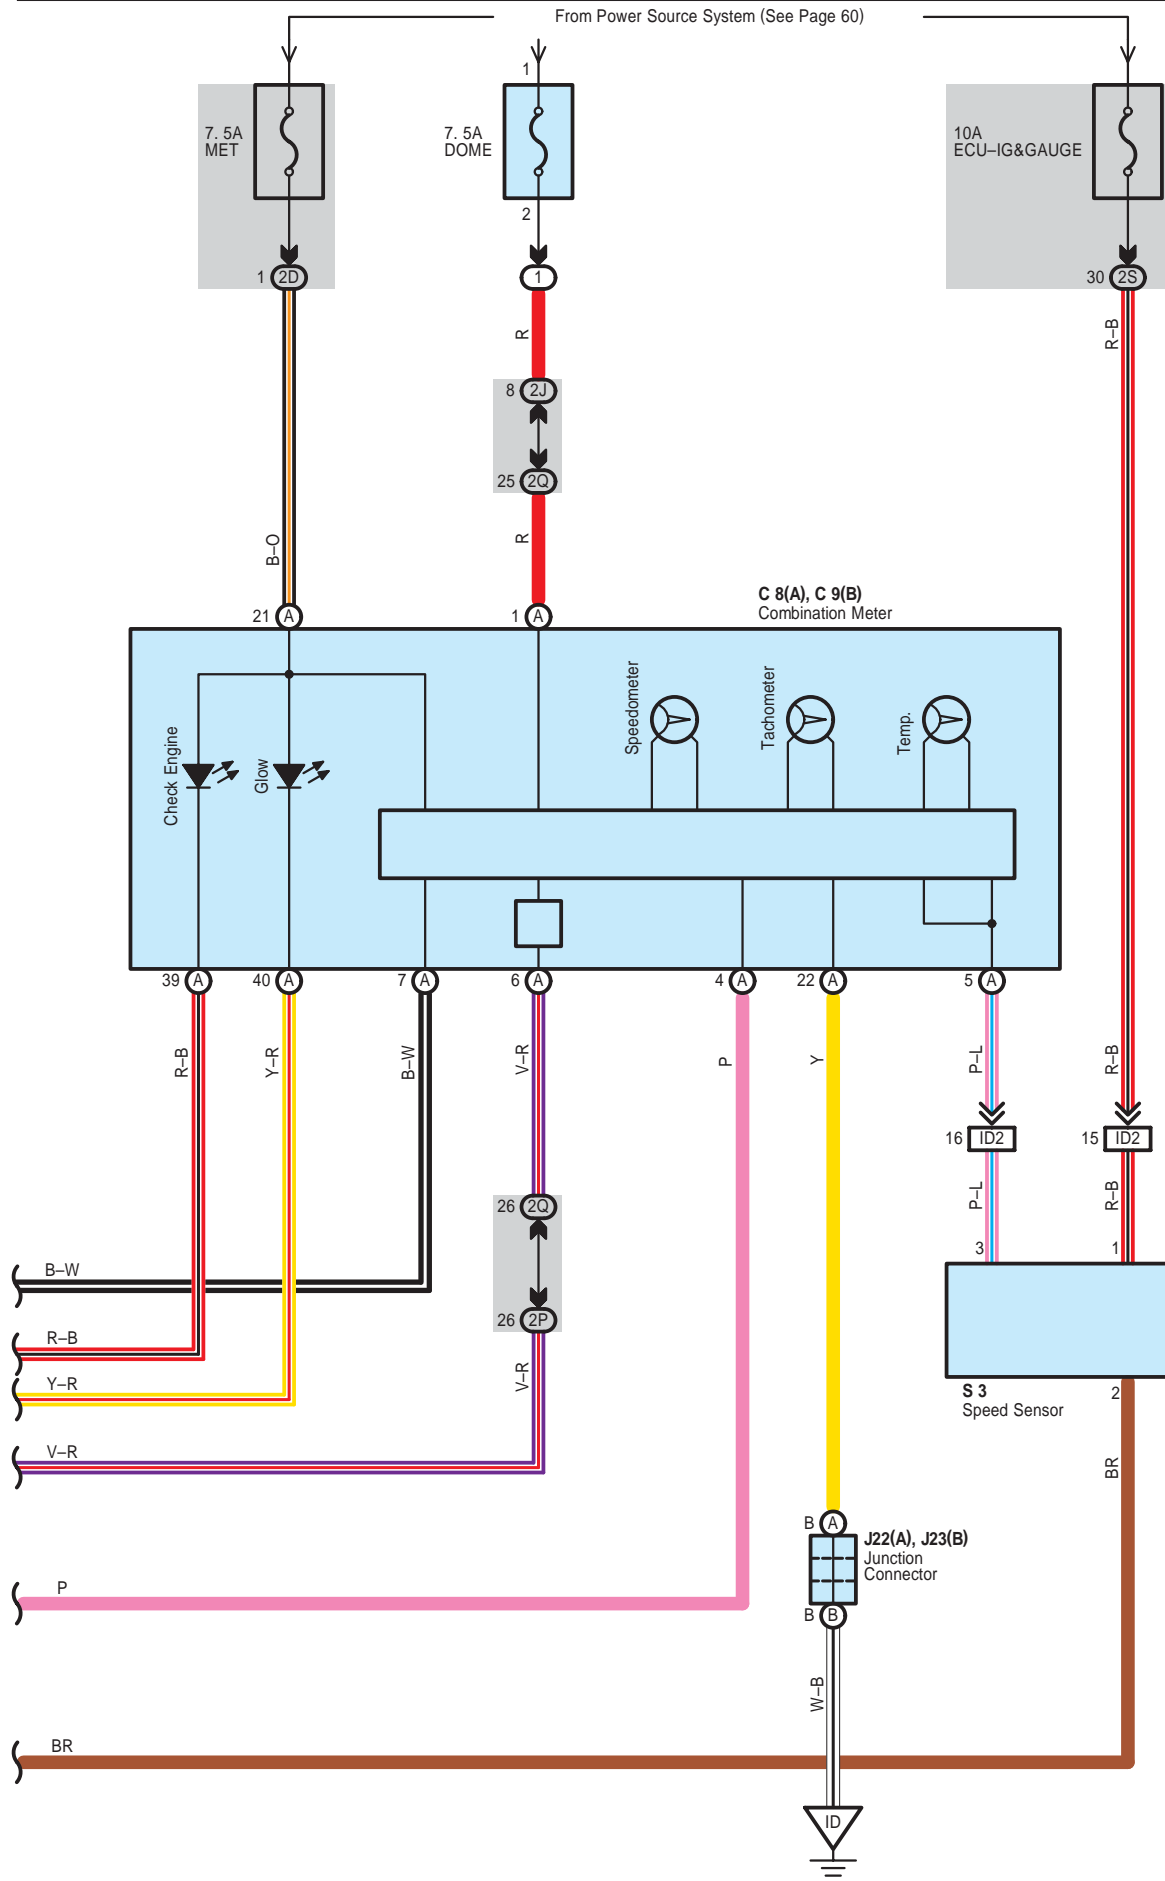 From Power Source System (See Page 60)
1
7. 5A
MET
7. 5A
DOME
10A
ECU–IG&GAUGE
2
1 2D
1
30 2S
R
R–B
8 2J
25 2Q
B–O
R
C 8(A), C 9(B)
Combination Meter
21 A
1 A
Speedometer
Tachometer
Temp.
Check Engine
Glow
39 A
40 A
7 A
6 A
4 A
22 A
5 A
R–B
Y–R
B–W
V–R
P
Y
P–L
R–B
16 ID2
15 ID2
P–L
R–B
26 2Q
3
1
B–W
26 2P
R–B
V–R
Y–R
S 3
Speed Sensor
2
V–R
BR
B A
J22(A), J23(B)
Junction
Connector
P
B B
W–B
BR
ID